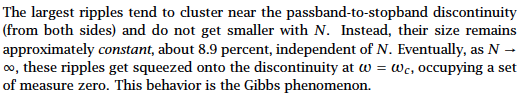 The largest ripples tend to cluster near the passband-to-stopband discontinuity
(from both sides) and do not get smaller with N. Instead, their size remains
approximately constant, about 8.9 percent, independent of N. Eventually, as N →
∞, these ripples get squeezed onto the discontinuity at ω = ωc, occupying a set
of measure zero. This behavior is the Gibbs phenomenon.